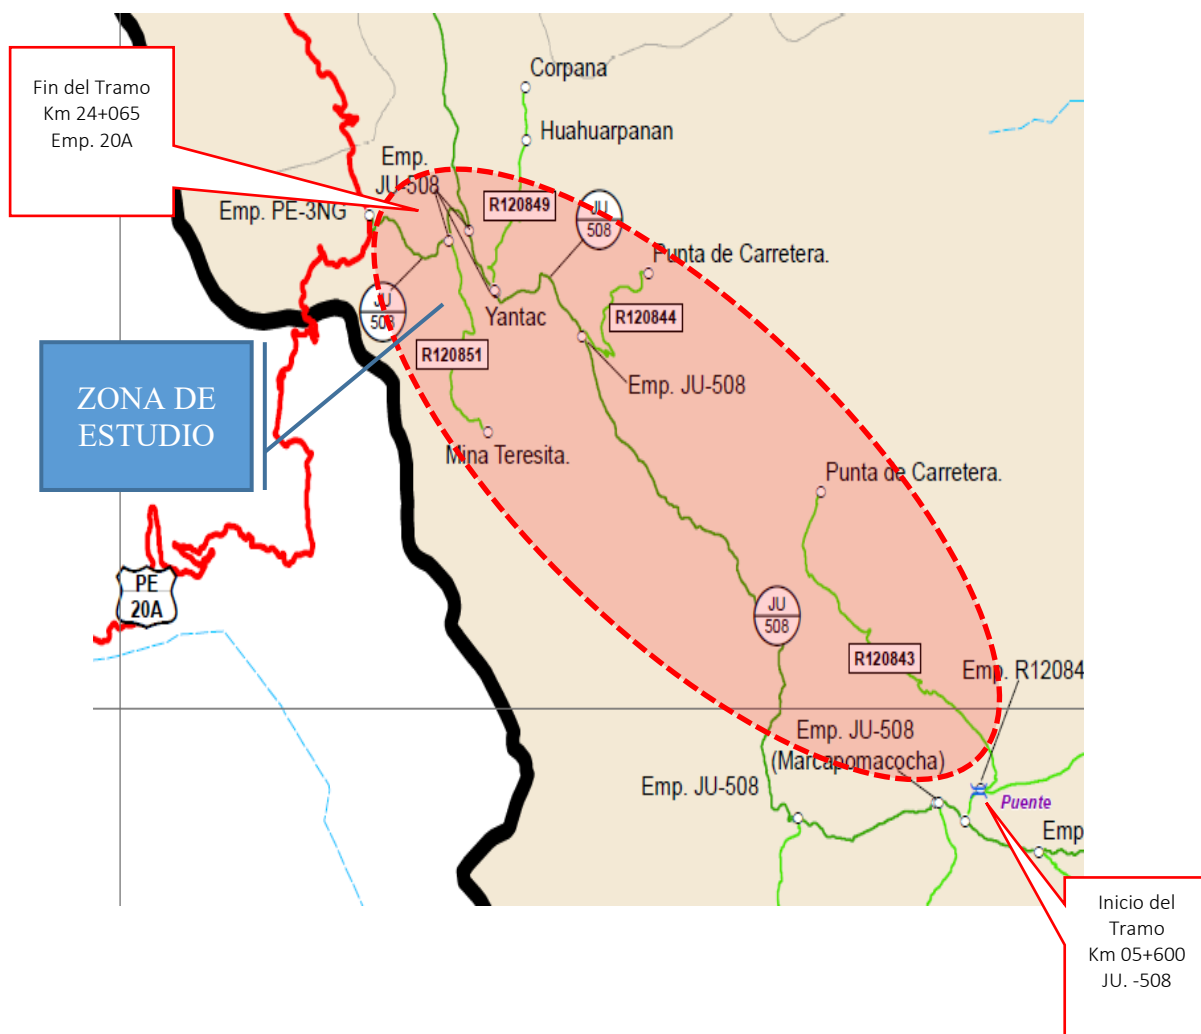 Fin del Tramo
Km 24+065
Emp. 20A
Corpana
Huahuarpanan
Emp.
JU-508
R120849
JU
508
Emp. PE-3NG
Punta de Carretera.
JU
508
Yantac
R120844
R120851
Emp. JU-508
ZONA DE
ESTUDIO
Mina Teresita.
Punta de Carretera.
PE
20A
JU
508
R120843
Emp. R12084
Emp. JU-508
(Marcapomacocha)
Emp. JU-508
Puente
Emp
Inicio del
Tramo
Km 05+600
JU. -508